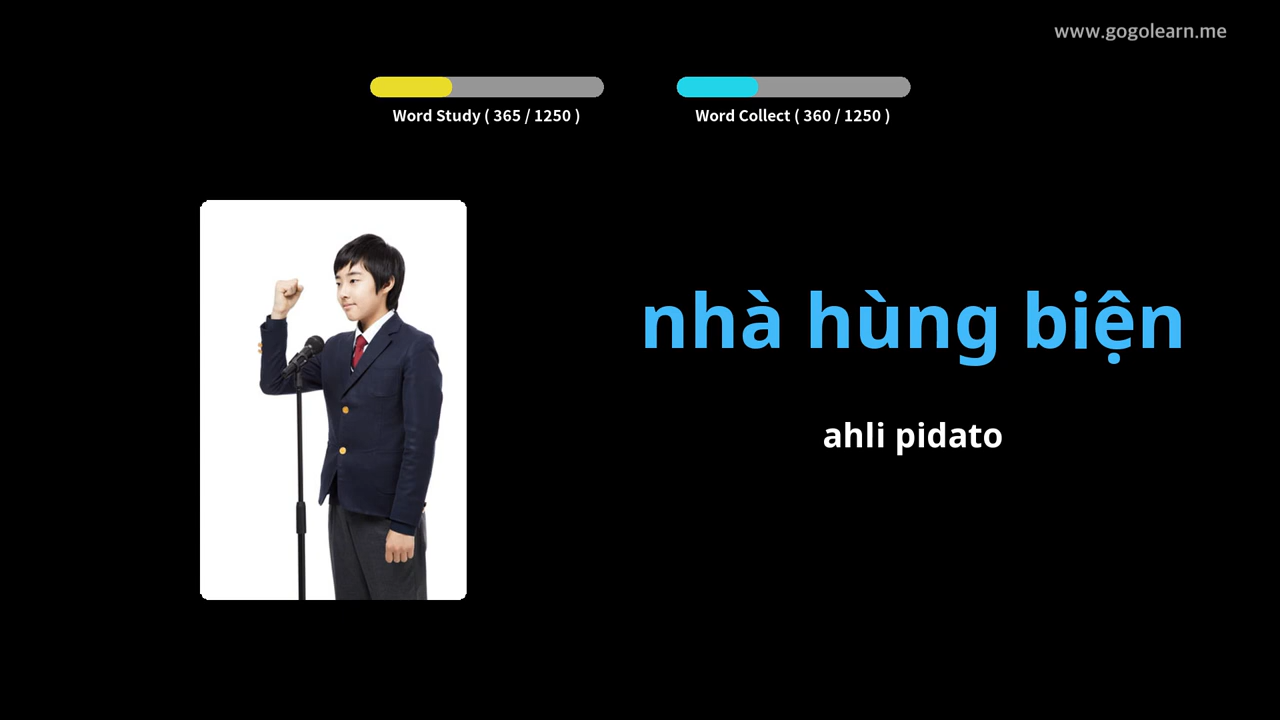 www.gogolearn.me
Word Study ( 365 / 1250 )
Word Collect ( 360 / 1250 )
nhà hùng biện
ahli pidato